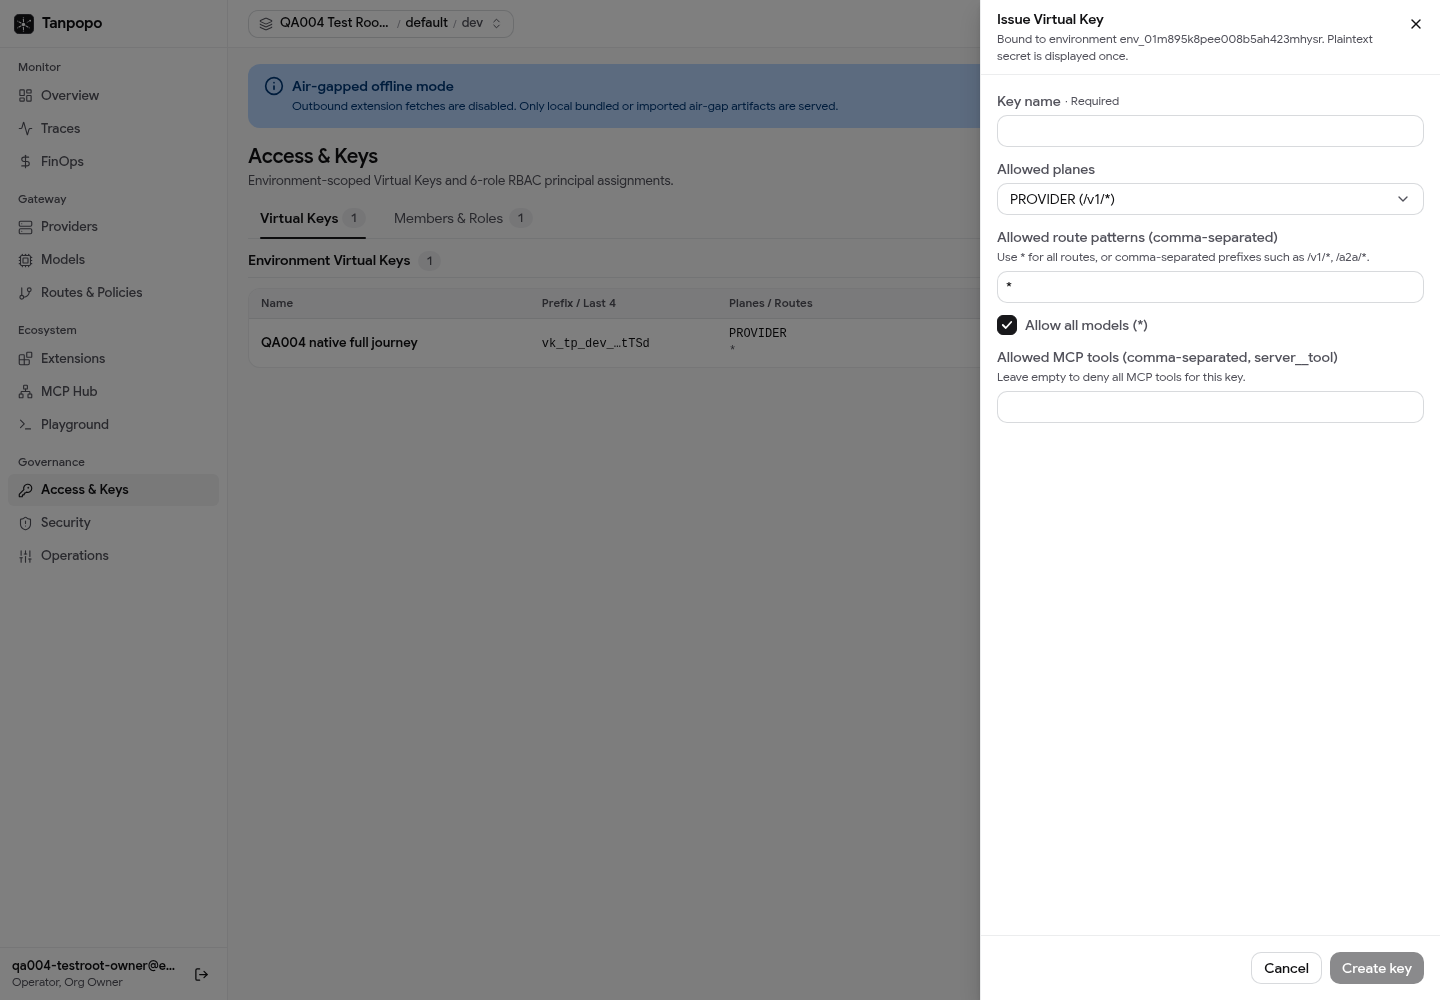 Tanpopo
Monitor
Overview
Traces
FinOps
Gateway
Providers
Models
Routes & Policies
Ecosystem
Extensions
MCP Hub
Playground
Governance
Access & Keys
Security
Operations
qa004-testroot-owner@e...
Operator, Org Owner
QA004 Test Roo... / default / dev
Air-gapped offline mode
Outbound extension fetches are disabled. Only local bundled or imported air-gap artifacts are served.
Access & Keys
Environment-scoped Virtual Keys and 6-role RBAC principal assignments.
Virtual Keys 1 Members & Roles 1
Environment Virtual Keys 1
Name Prefix / Last 4 Planes / Routes
QA004 native full journey vk_tp_dev_…tTSd PROVIDER
*
Issue Virtual Key
Bound to environment env_01m895k8pee008b5ah423mhysr. Plaintext
secret is displayed once.
Key name · Required
Allowed planes
PROVIDER (/v1/*)
Allowed route patterns (comma-separated)
Use * for all routes, or comma-separated prefixes such as /v1/*, /a2a/*.
*
Allow all models (*)
Allowed MCP tools (comma-separated, server__tool)
Leave empty to deny all MCP tools for this key.
Cancel Create key